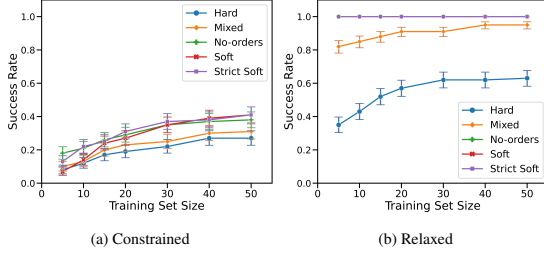 1.0
0.8
0.6
0.4
0.2
0.0
0 10 20 30 40 50
Success Rate
Training Set Size
Hard
Mixed
No-orders
Soft
Strict Soft
(a) Constrained
1.0
0.8
0.6
0.4
0.2
0.0
0 10 20 30 40 50
Success Rate
Training Set Size
Hard
Mixed
No-orders
Soft
Strict Soft
(b) Relaxed